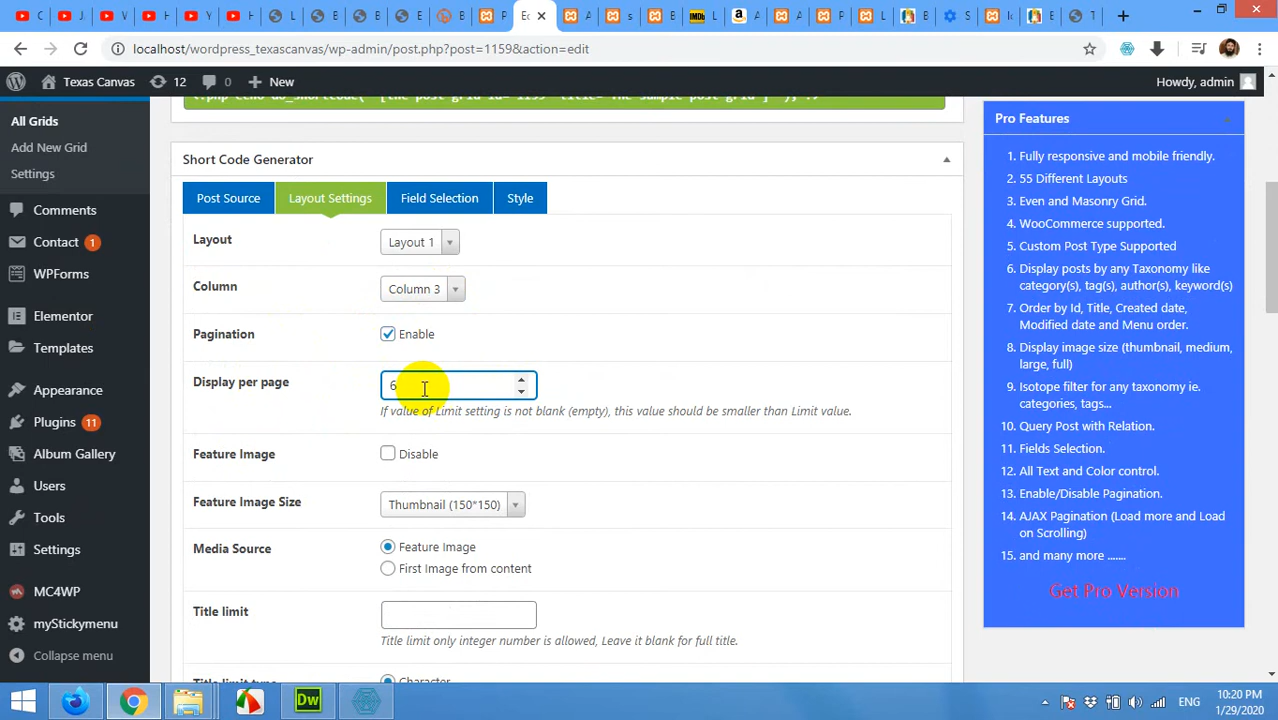 L
J
V
H
Y
H
L
B
B
E
B
P
Ec
A
s
B
L
A
A
P
L
B
S
Ic
E
T
localhost/wordpress_texascanvas/wp-admin/post.php?post=1159&action=edit
Texas Canvas
12
0
New
Howdy, admin
All Grids
Add New Grid
Settings
Comments
Contact 1
WPForms
Elementor
Templates
Appearance
Plugins 11
All Gallery
Users
Tools
Settings
MC4WP
myStickymenu
Collapse menu
Short Code Generator
Post Source
Layout Settings
Field Selection
Style
Layout
Layout 1
Column
Column 3
Pagination
Enable
Display per page
6
If value of Limit setting is not blank (empty), this value should be smaller than Limit value.
Feature Image
Disable
Feature Image Size
Thumbnail (150*150)
Media Source
Feature Image
First Image from content
Title limit
Title limit only integer number is allowed, Leave it blank for full title.
Pro Features
1. Fully responsive and mobile friendly.
2. 55 Different Layouts
3. Even and Masonry Grid.
4. WooCommerce supported.
5. Custom Post Type Supported
6. Display posts by any Taxonomy like
category(s), tag(s), author(s), keyword(s)
7. Order by Id, Title, Created date,
Modified date and Menu order.
8. Display image size (thumbnail, medium,
large, full)
9. Isotope filter for any taxonomy ie.
categories, tags...
10. Query Post with Relation.
11. Fields Selection.
12. All Text and Color control.
13. Enable/Disable Pagination.
14. AJAX Pagination (Load more and Load
on Scrolling)
15. and many more .......
Get Pro Version
Dw
ENG
10:20 PM
1/29/2020